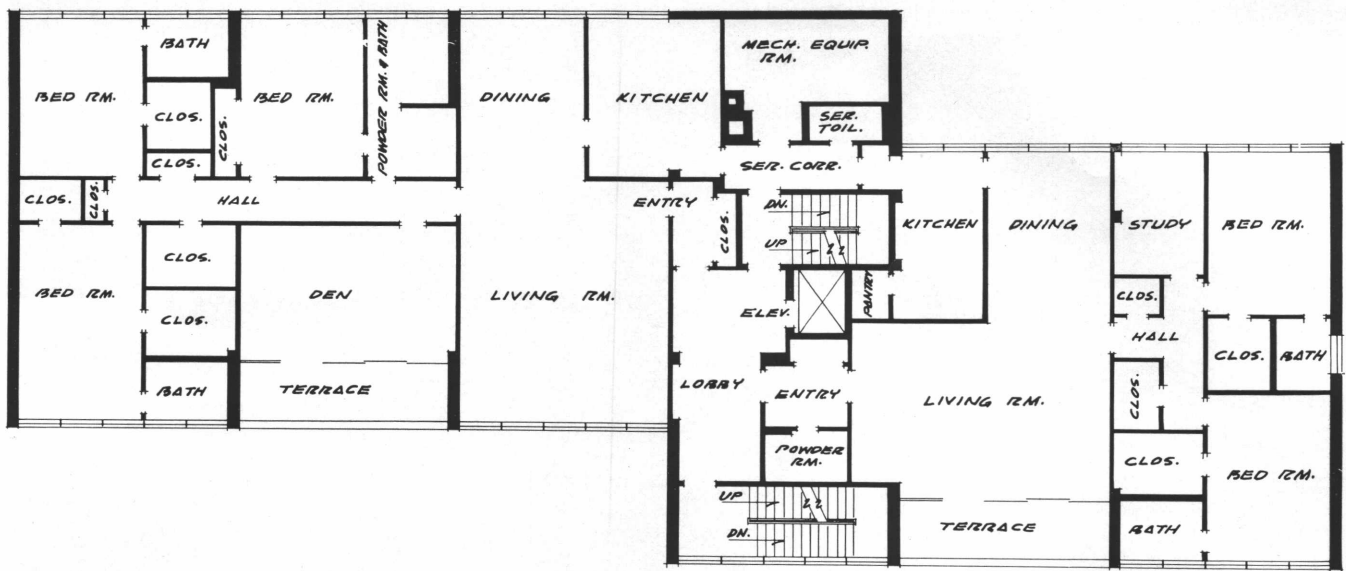 BATH
MECH. EQUIP.
RM.
BED RM.
CLOS.
CLOS.
BED RM.
POWDER RM. & BATH
DINING
KITCHEN
SER.
TOIL.
CLOS.
CLOS.
CLOS.
SER. CORR.
HALL
ENTRY
CLOS.
DN.
UP
KITCHEN
DINING
STUDY
BED RM.
CLOS.
BED RM.
DEN
LIVING RM.
PANTRY
CLOS.
CLOS.
ELEV.
HALL
CLOS.
BATH
BATH
TERRACE
LOBBY
ENTRY
LIVING RM.
CLOS.
POWDER
RM.
CLOS.
BED RM.
UP
DN.
TERRACE
BATH